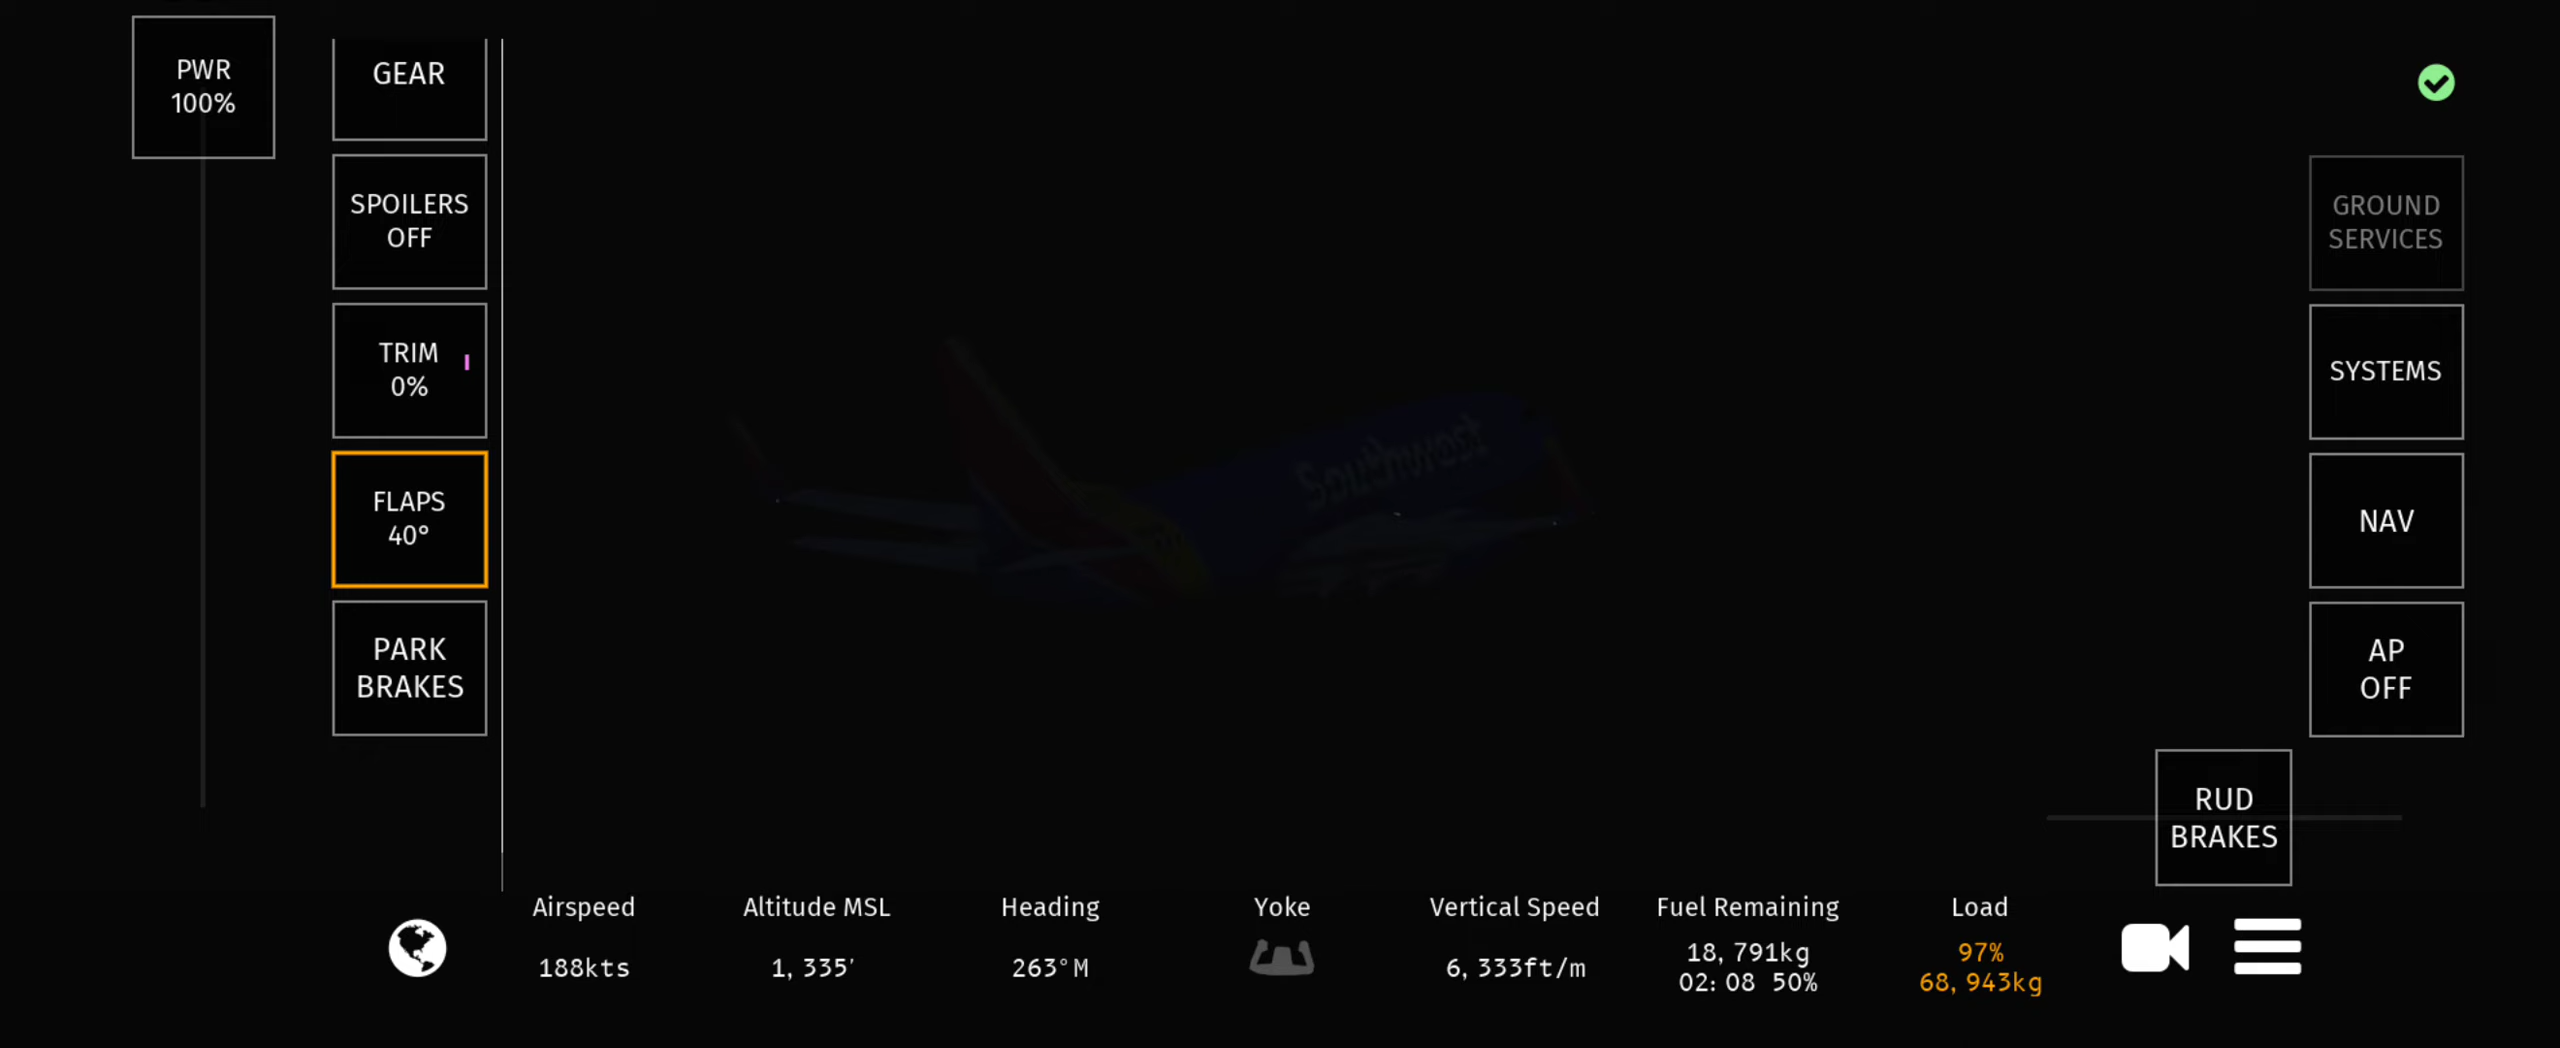 PWR
100%
GEAR
SPOILERS
OFF
TRIM
0%
FLAPS
40°
PARK
BRAKES
Southwest
GROUND
SERVICES
SYSTEMS
NAV
AP
OFF
RUD
BRAKES
Airspeed
188kts
Altitude MSL
1,335'
Heading
263°M
Yoke
Vertical Speed
6,333ft/m
Fuel Remaining
18,791kg
02:08 50%
Load
97%
68,943kg